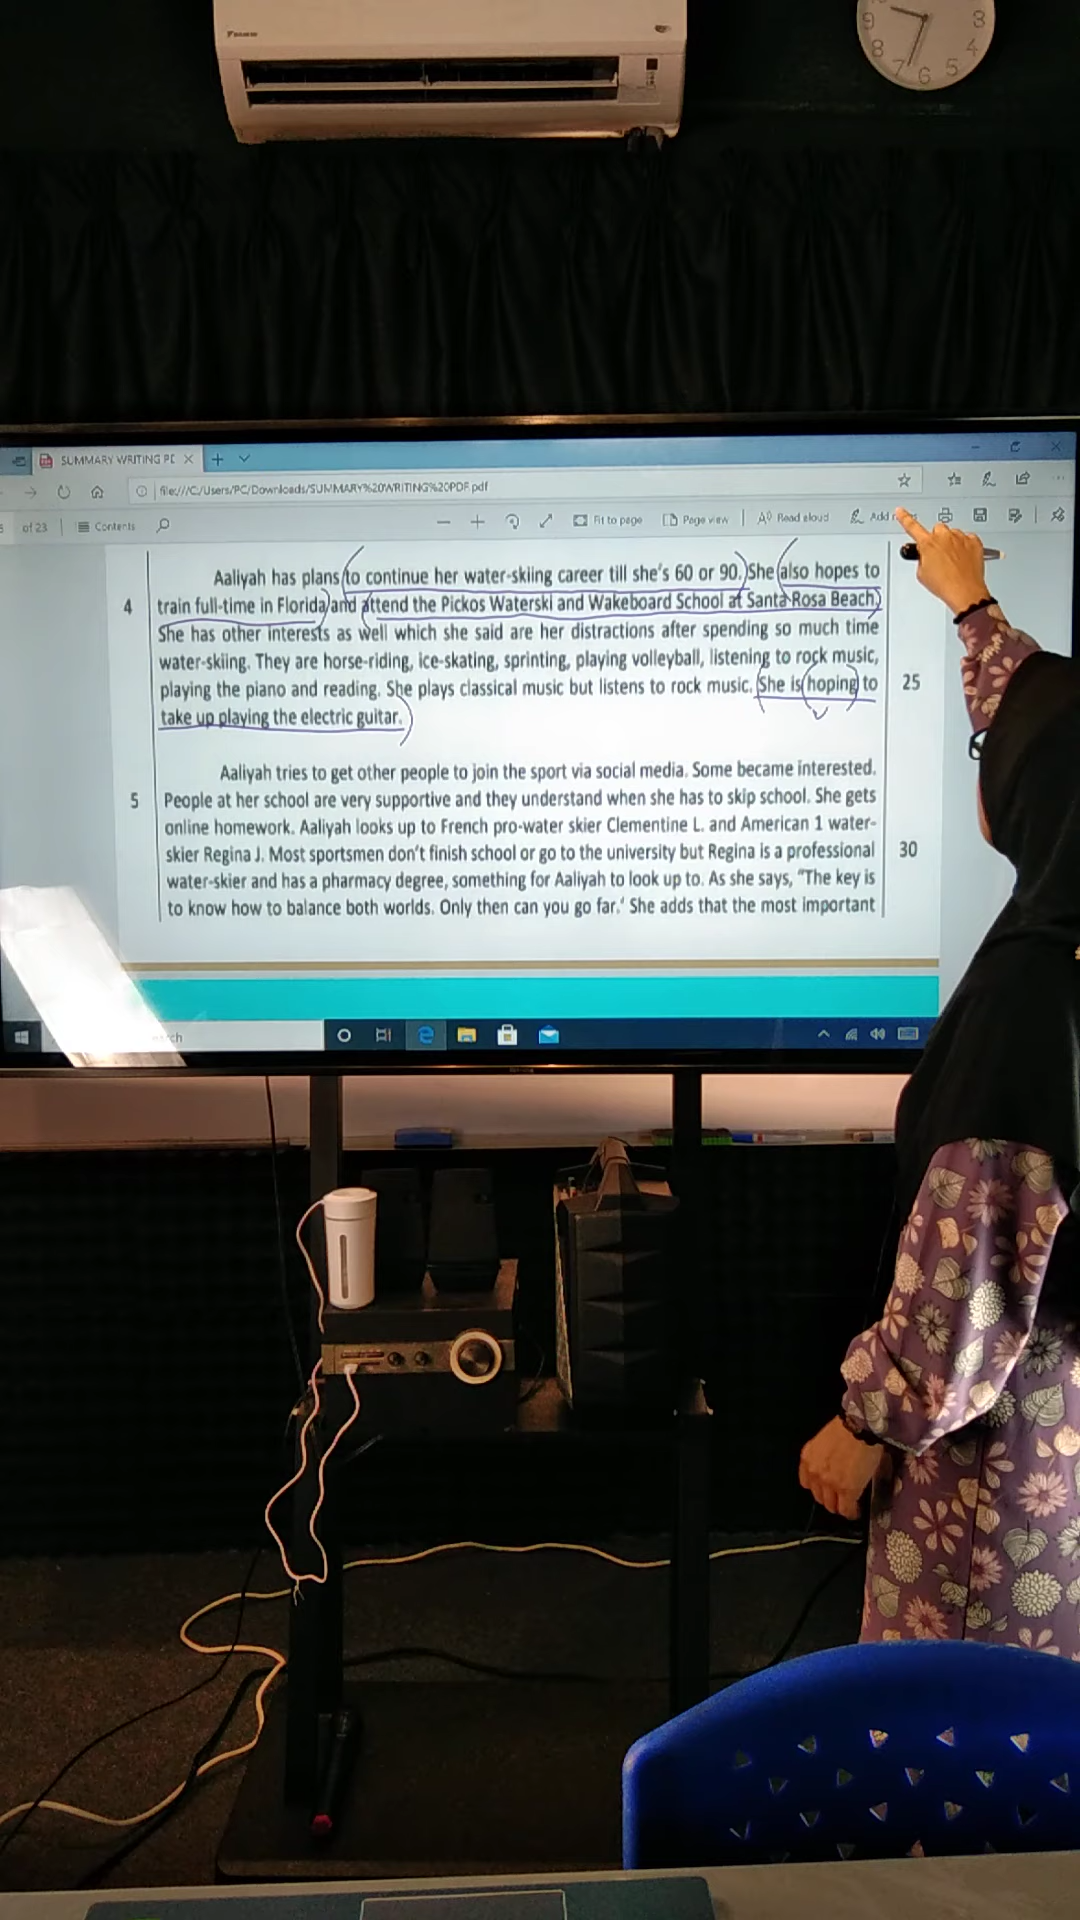 9 3
8 4
7 6 5
SUMMARY WRITING PD
file:///C:/Users/PC/Downloads/SUMMARY%20WRITING%20PDF.pdf
of 23 Contents Fit to page Page view Read aloud Add
Aaliyah has plans to continue her water-skiing career till she's 60 or 90. She also hopes to
4 train full-time in Florida and attend the Pickos Waterski and Wakeboard School at Santa Rosa Beach.
She has other interests as well which she said are her distractions after spending so much time
water-skiing. They are horse-riding, ice-skating, sprinting, playing volleyball, listening to rock music,
playing the piano and reading. She plays classical music but listens to rock music. She is hoping to 25
take up playing the electric guitar.
Aaliyah tries to get other people to join the sport via social media. Some became interested.
5 People at her school are very supportive and they understand when she has to skip school. She gets
online homework. Aaliyah looks up to French pro-water skier Clementine L. and American 1 water-
skier Regina J. Most sportsmen don't finish school or go to the university but Regina is a professional 30
water-skier and has a pharmacy degree, something for Aaliyah to look up to. As she says, "The key is
to know how to balance both worlds. Only then can you go far.' She adds that the most important